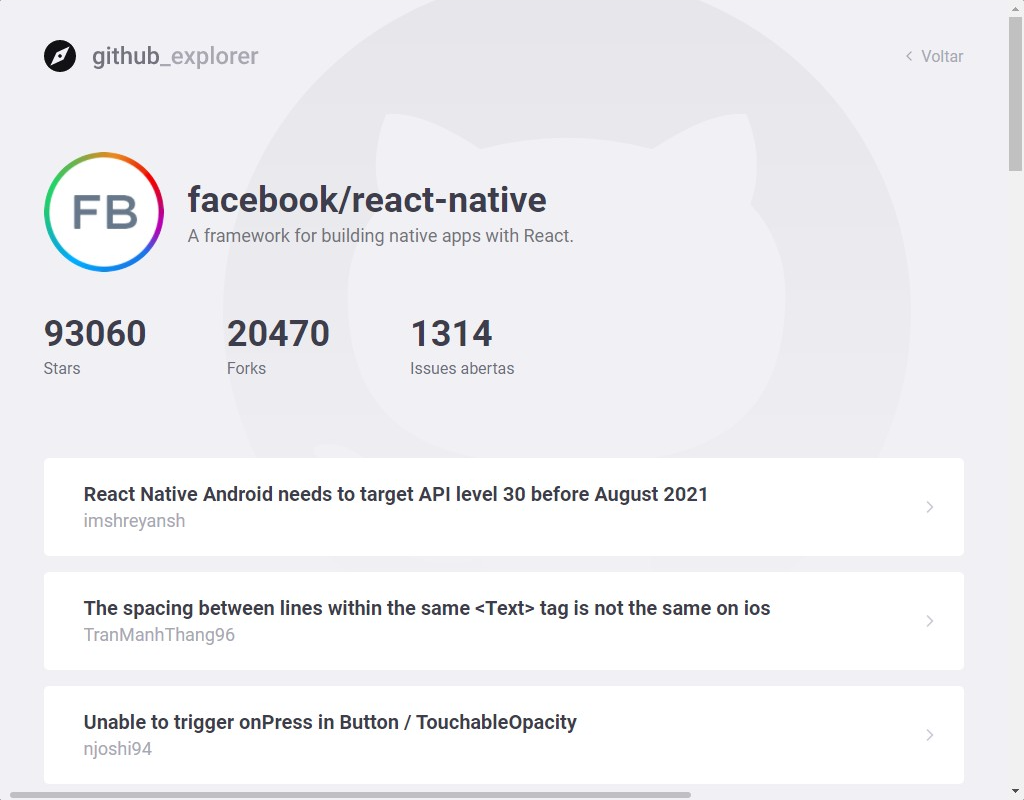 github_explorer
Voltar
FB
facebook/react-native
A framework for building native apps with React.
93060
20470
1314
Stars
Forks
Issues abertas
React Native Android needs to target API level 30 before August 2021
imshreyansh
The spacing between lines within the same <Text> tag is not the same on ios
TranManhThang96
Unable to trigger onPress in Button / TouchableOpacity
njoshi94